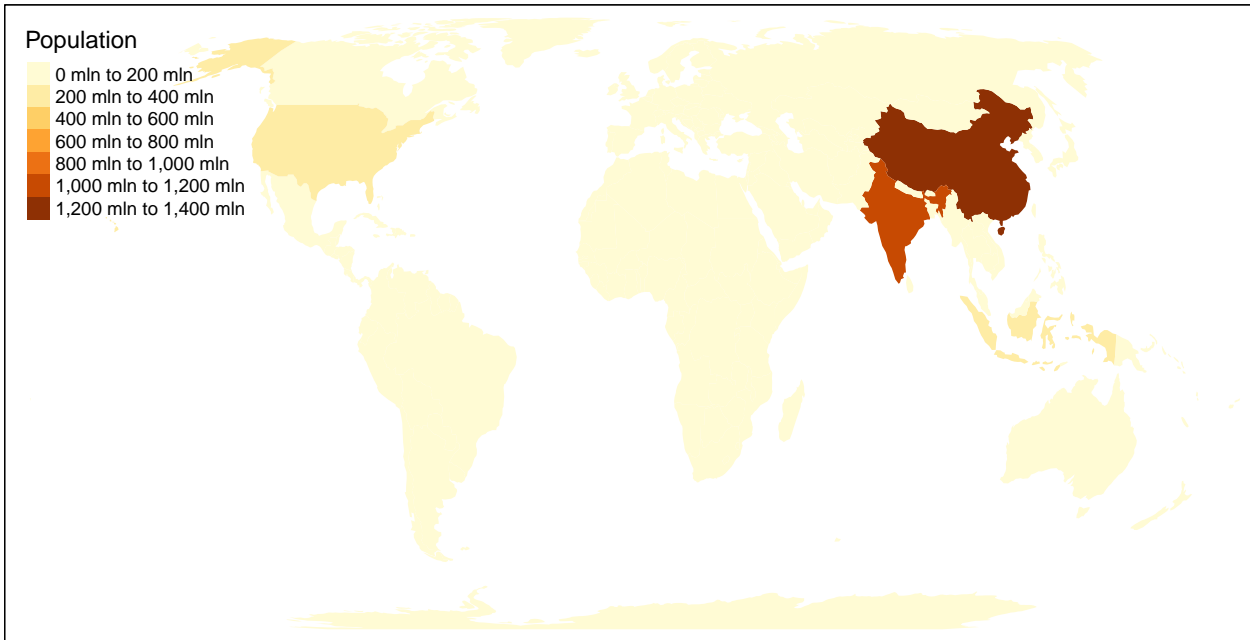 Population
0 mln to 200 mln
200 mln to 400 mln
400 mln to 600 mln
600 mln to 800 mln
800 mln to 1,000 mln
1,000 mln to 1,200 mln
1,200 mln to 1,400 mln